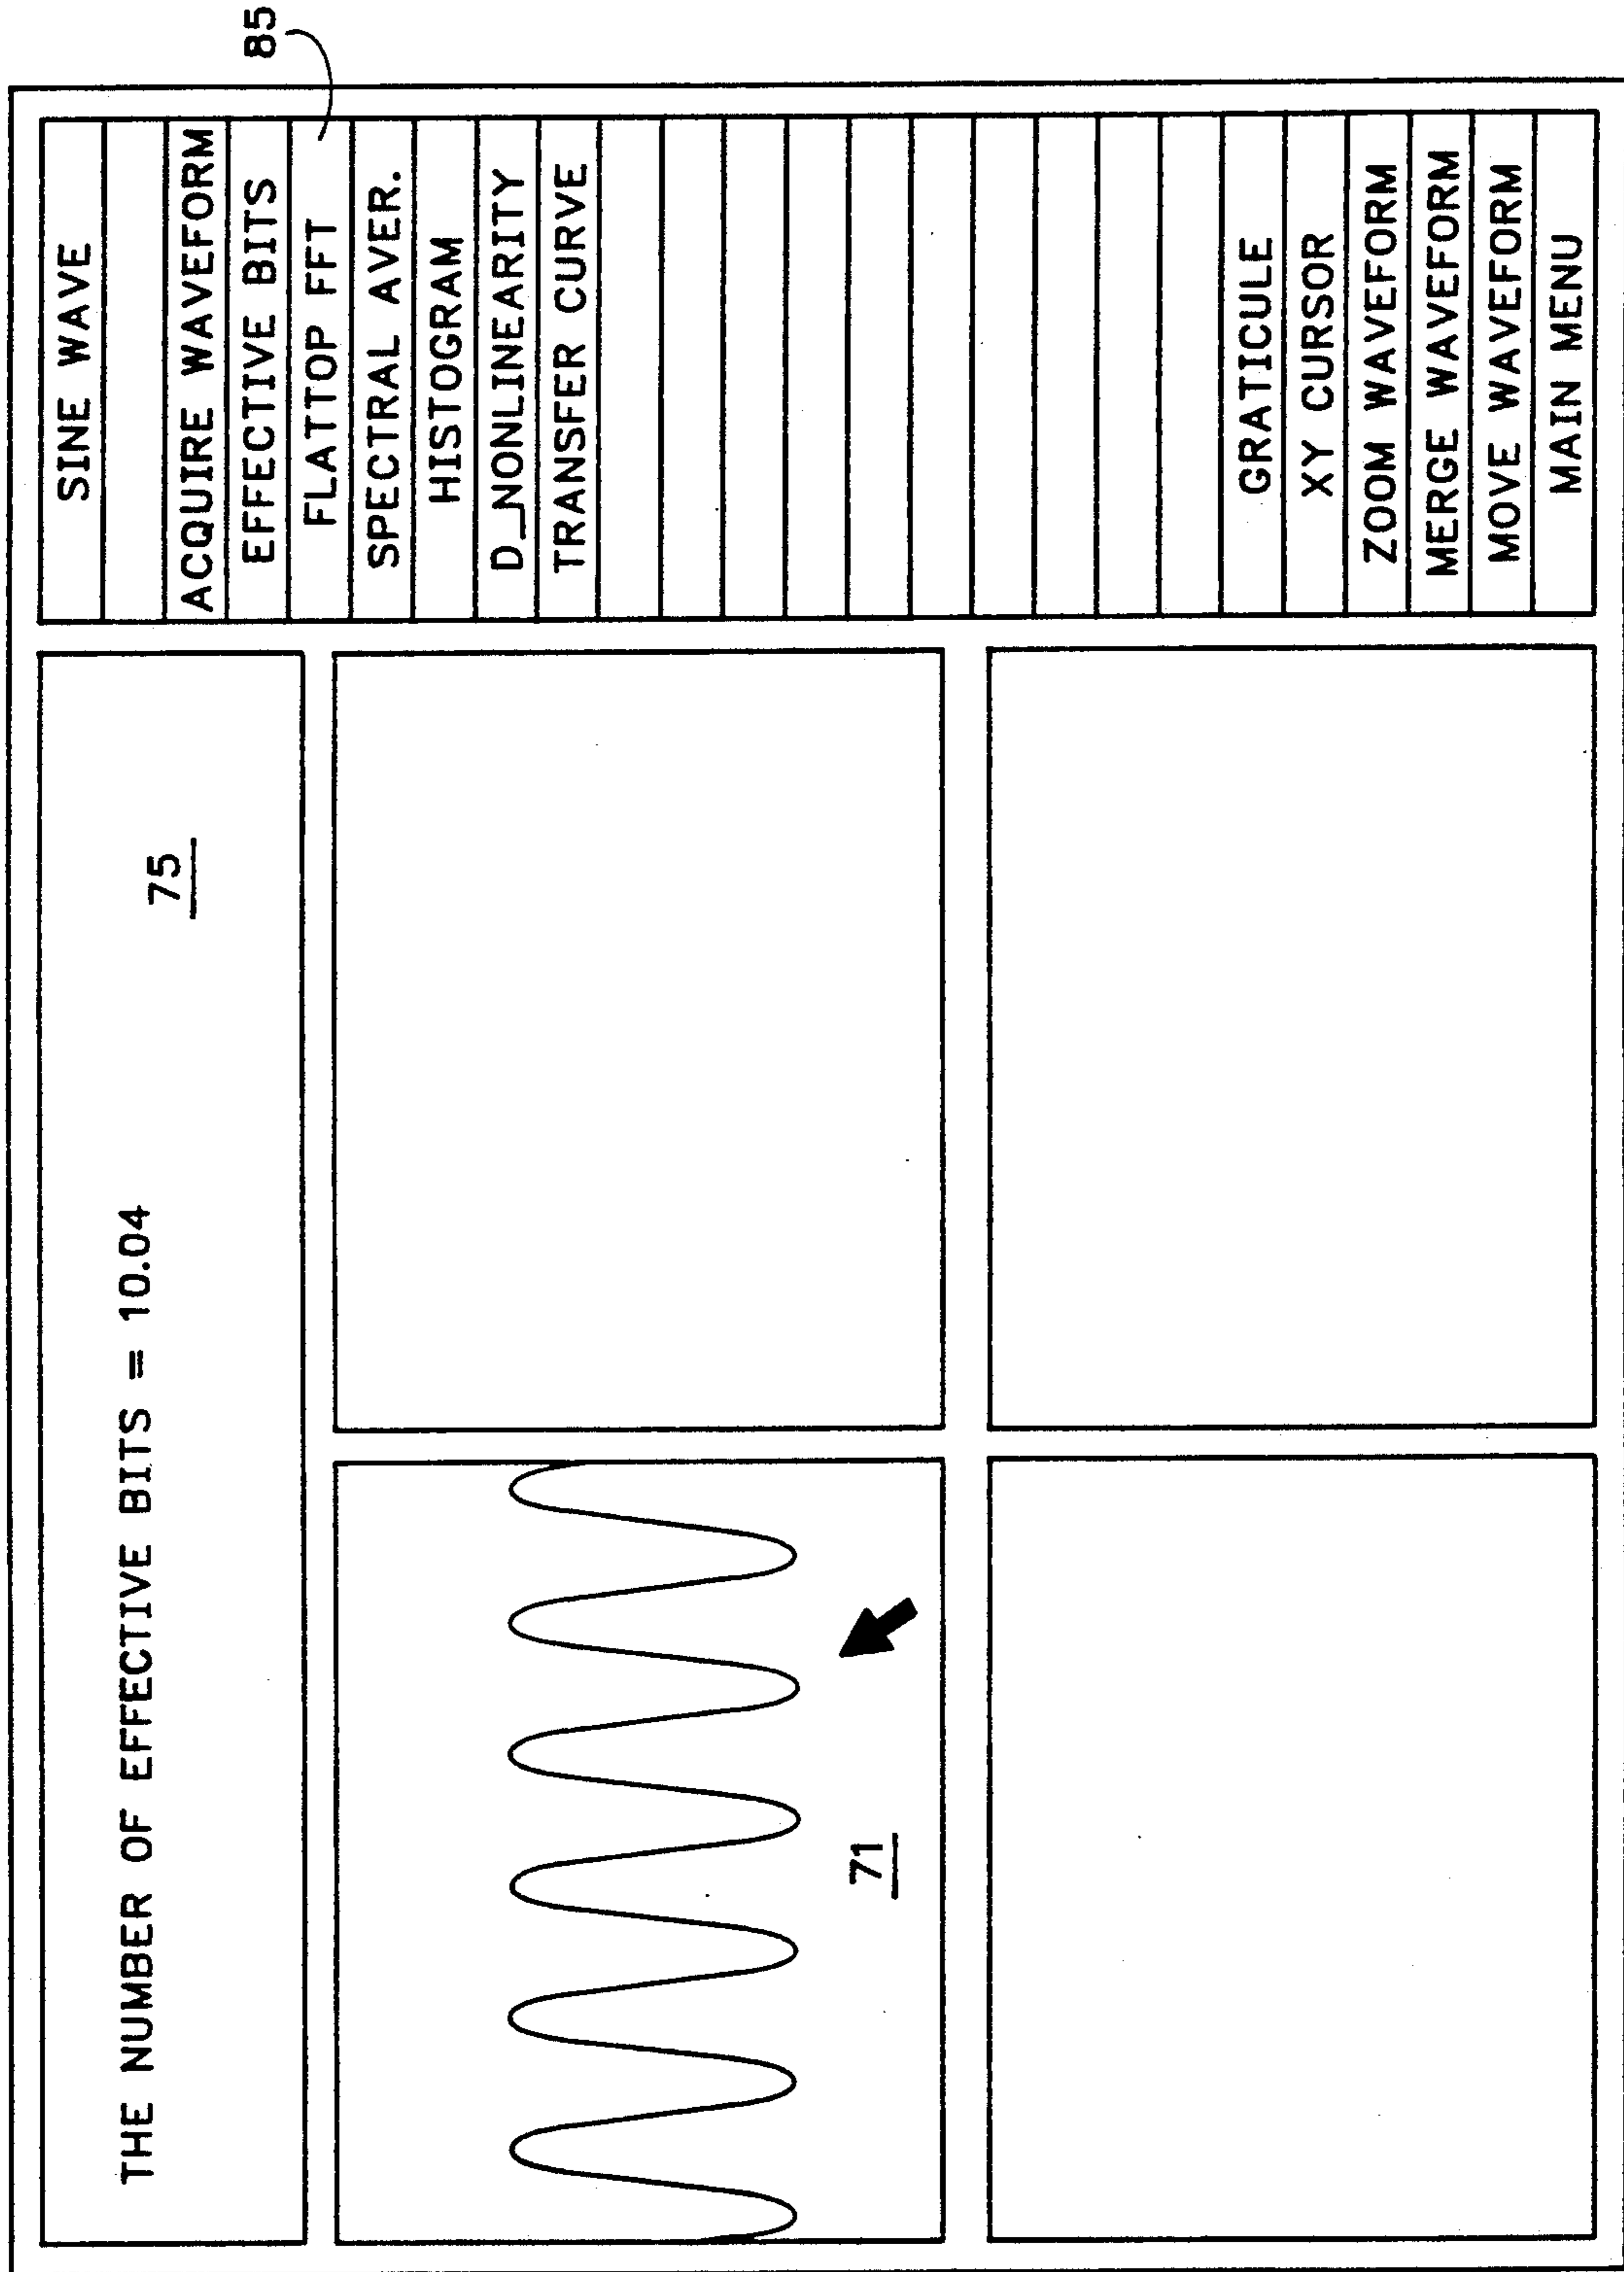 THE NUMBER OF EFFECTIVE BITS = 10.04
75
71
SINE WAVE
ACQUIRE WAVEFORM
EFFECTIVE BITS
FLATTOP FFT
SPECTRAL AVER.
HISTOGRAM
D_NONLINEARITY
TRANSFER CURVE
GRATICULE
XY CURSOR
ZOOM WAVEFORM
MERGE WAVEFORM
MOVE WAVEFORM
MAIN MENU
85